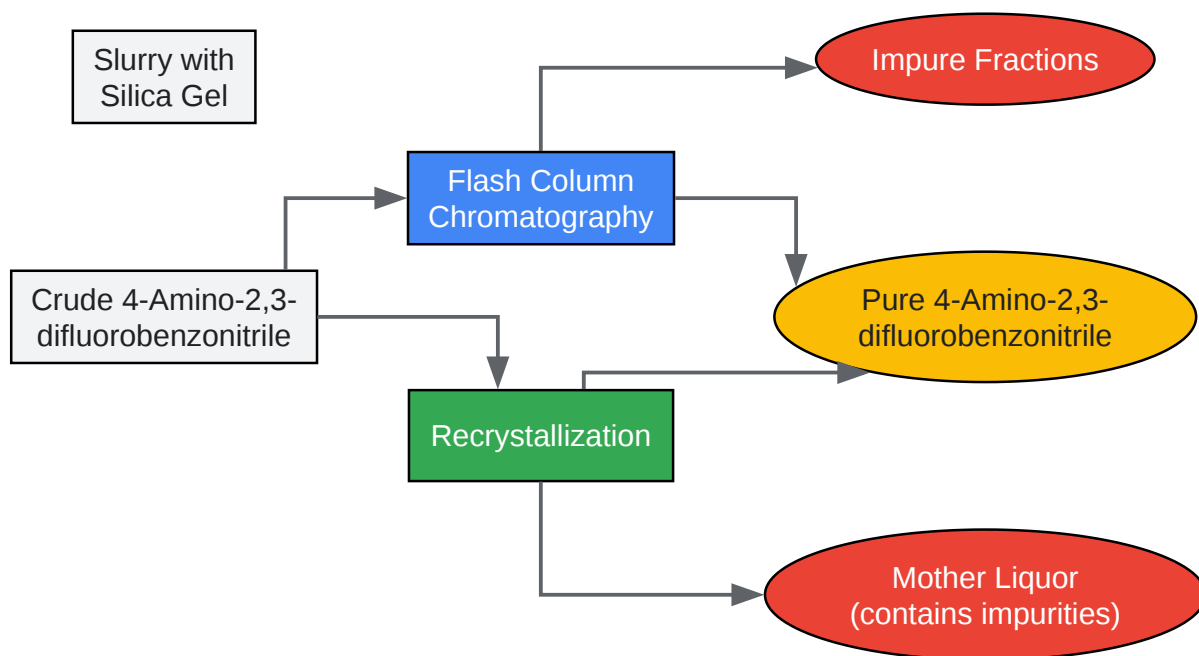 Slurry with
Silica Gel
Impure Fractions
Flash Column
Chromatography
Crude 4-Amino-2,3-
difluorobenzonitrile
Pure 4-Amino-2,3-
difluorobenzonitrile
Recrystallization
Mother Liquor
(contains impurities)